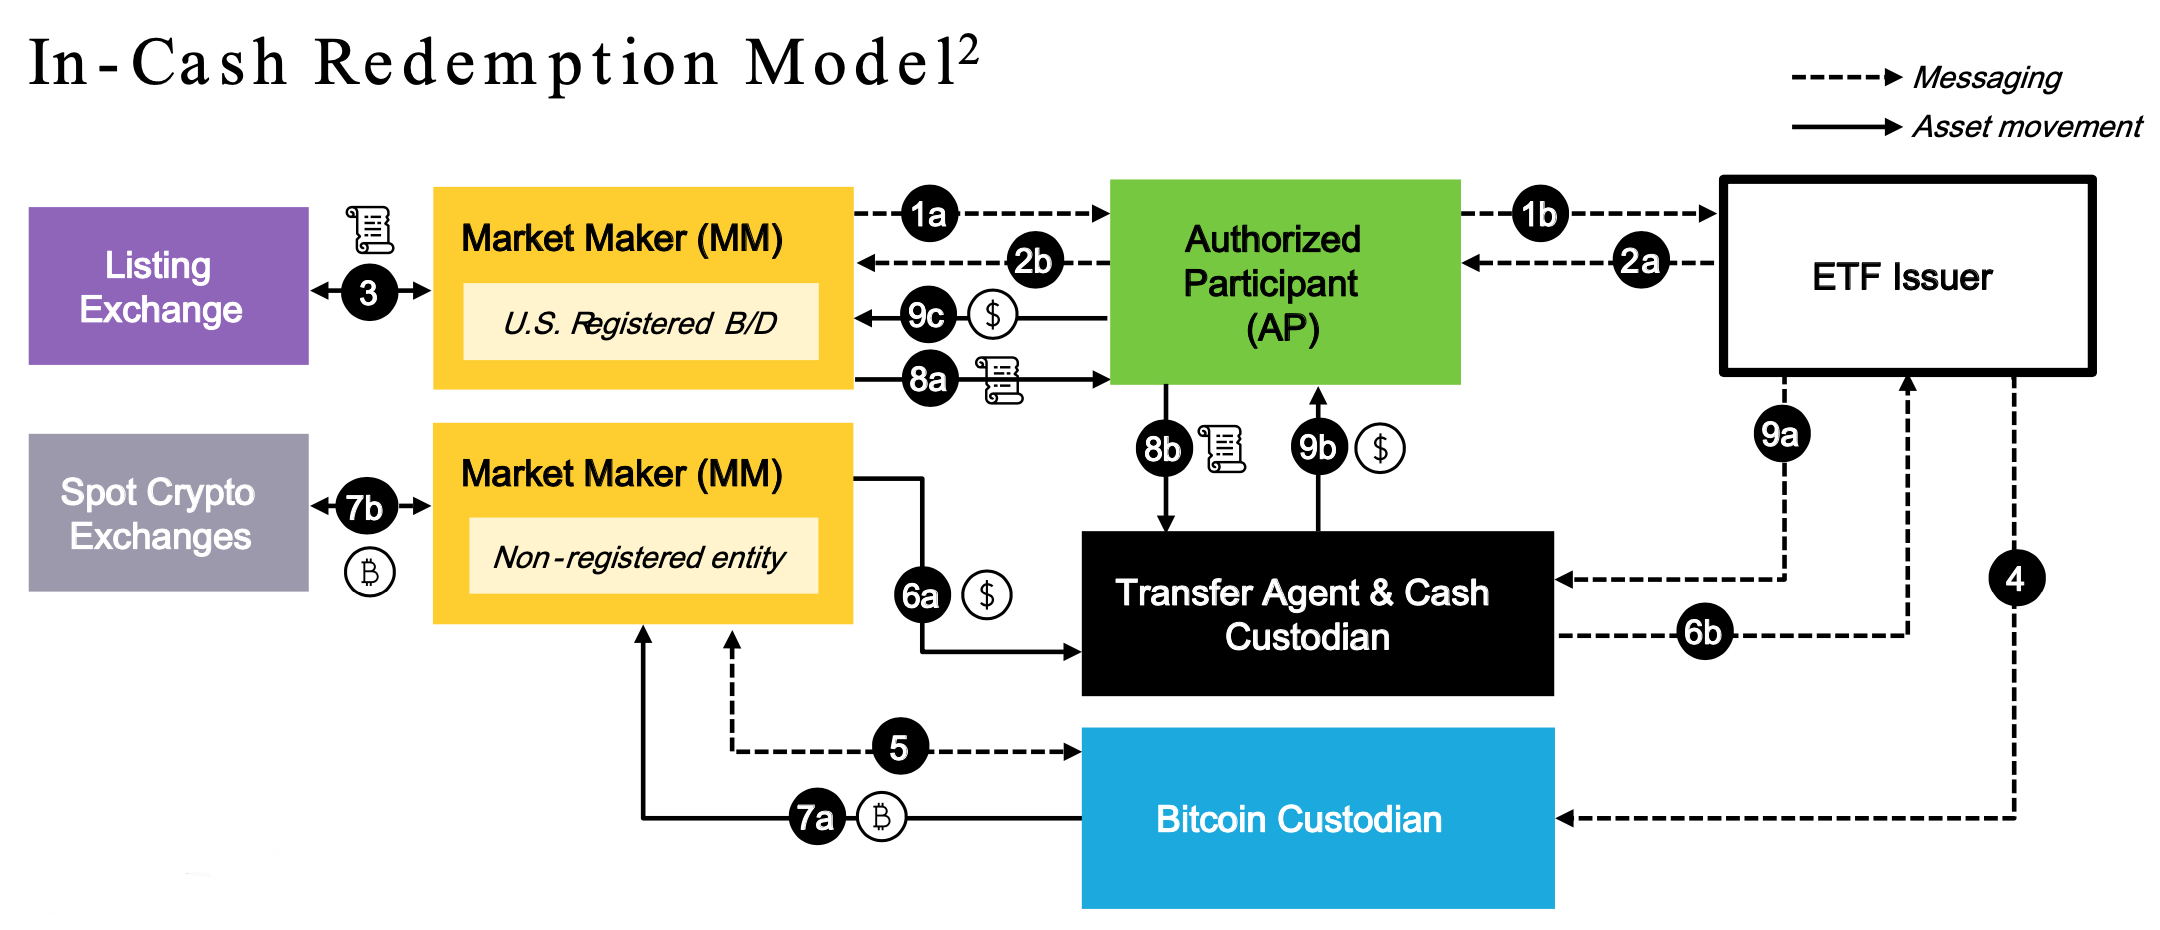 In-Cash Redemption Model²
Messaging
Asset movement
Listing
Exchange
3
Market Maker (MM)
U.S. Registered B/D
1a
2b
9c
$
8a
Authorized
Participant
(AP)
1b
2a
ETF Issuer
Spot Crypto
Exchanges
7b
₿
Market Maker (MM)
Non-registered entity
6a
$
8b
9b
$
9a
Transfer Agent & Cash
Custodian
6b
4
5
7a
₿
Bitcoin Custodian